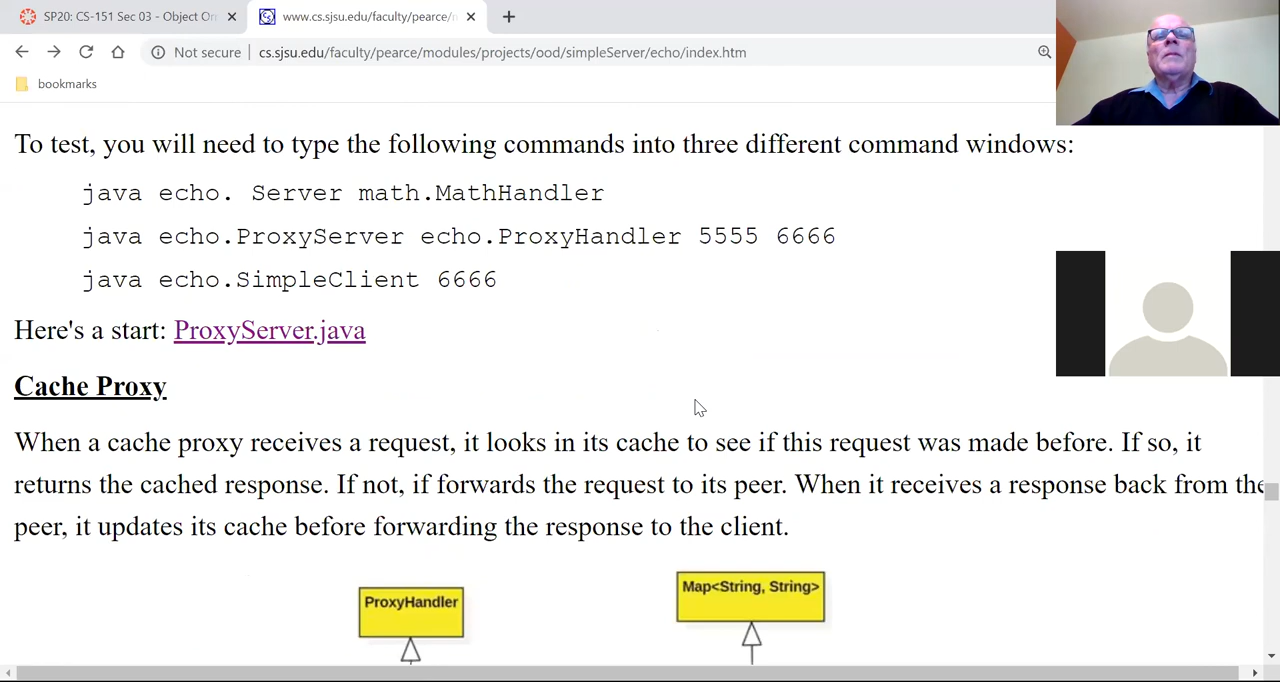 SP20: CS-151 Sec 03 - Object Or
www.cs.sjsu.edu/faculty/pearce/
Not secure
cs.sjsu.edu/faculty/pearce/modules/projects/ood/simpleServer/echo/index.htm
bookmarks
To test, you will need to type the following commands into three different command windows:
java echo. Server math.MathHandler
java echo.ProxyServer echo.ProxyHandler 5555 6666
java echo.SimpleClient 6666
Here's a start: ProxyServer.java
Cache Proxy
When a cache proxy receives a request, it looks in its cache to see if this request was made before. If so, it
returns the cached response. If not, if forwards the request to its peer. When it receives a response back from the
peer, it updates its cache before forwarding the response to the client.
ProxyHandler
Map<String, String>